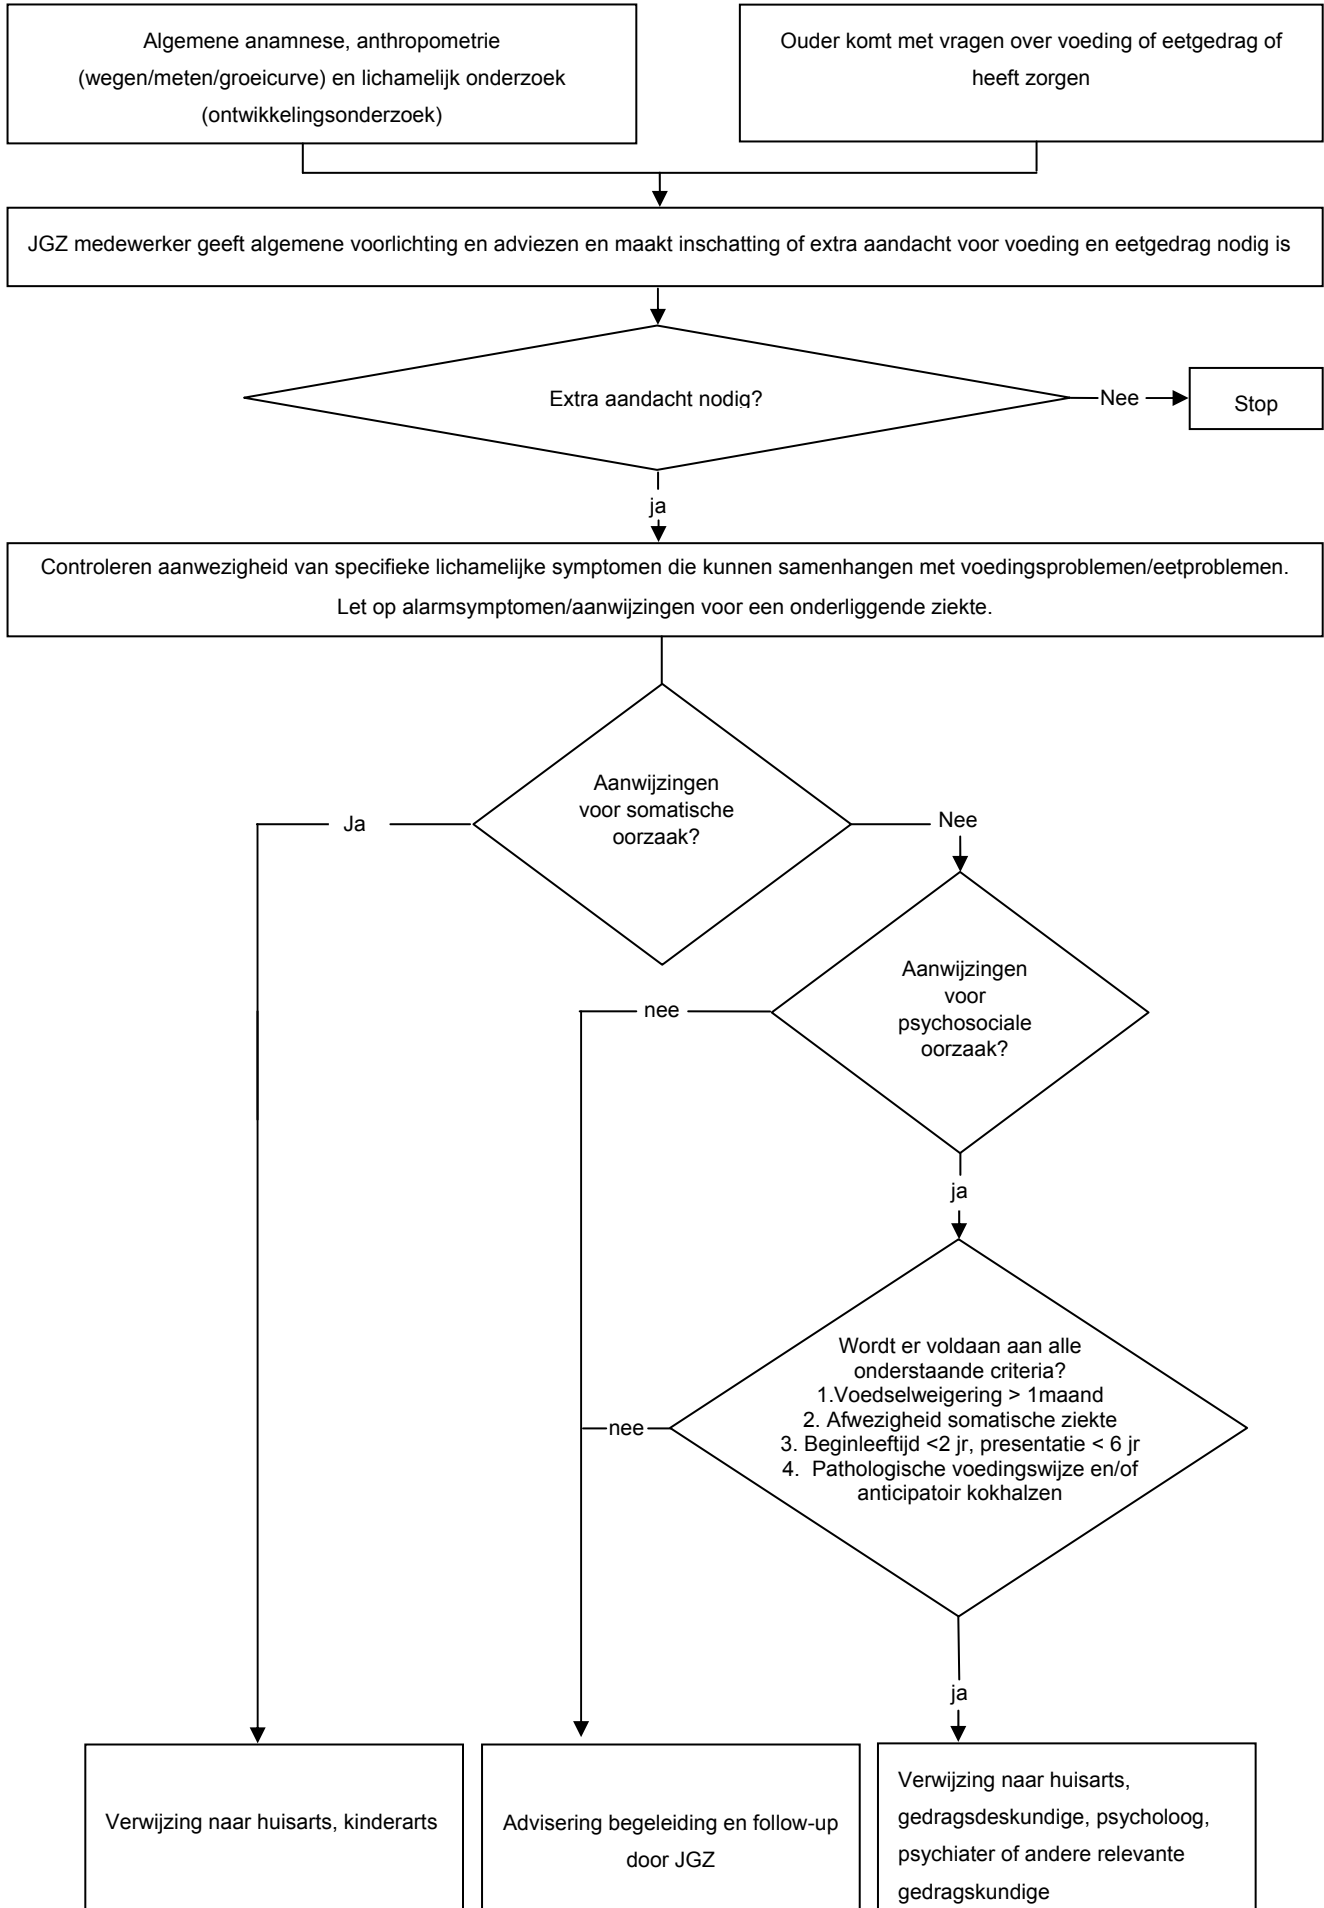 Algemene anamnese, anthropometrie
(wegen/meten/groeicurve) en lichamelijk onderzoek
(ontwikkelingsonderzoek)
Ouder komt met vragen over voeding of eetgedrag of
heeft zorgen
JGZ medewerker geeft algemene voorlichting en adviezen en maakt inschatting of extra aandacht voor voeding en eetgedrag nodig is
Extra aandacht nodig?
Nee
Stop
ja
Controleren aanwezigheid van specifieke lichamelijke symptomen die kunnen samenhangen met voedingsproblemen/eetproblemen.
Let op alarmsymptomen/aanwijzingen voor een onderliggende ziekte.
Aanwijzingen
voor somatische
oorzaak?
Ja
Nee
Aanwijzingen
voor
psychosociale
oorzaak?
nee
ja
Wordt er voldaan aan alle
onderstaande criteria?
1.Voedselweigering > 1maand
2. Afwezigheid somatische ziekte
3. Beginleeftijd <2 jr, presentatie < 6 jr
4. Pathologische voedingswijze en/of
anticipatoir kokhalzen
nee
ja
Verwijzing naar huisarts, kinderarts
Advisering begeleiding en follow-up
door JGZ
Verwijzing naar huisarts,
gedragsdeskundige, psycholoog,
psychiater of andere relevante
gedragskundige